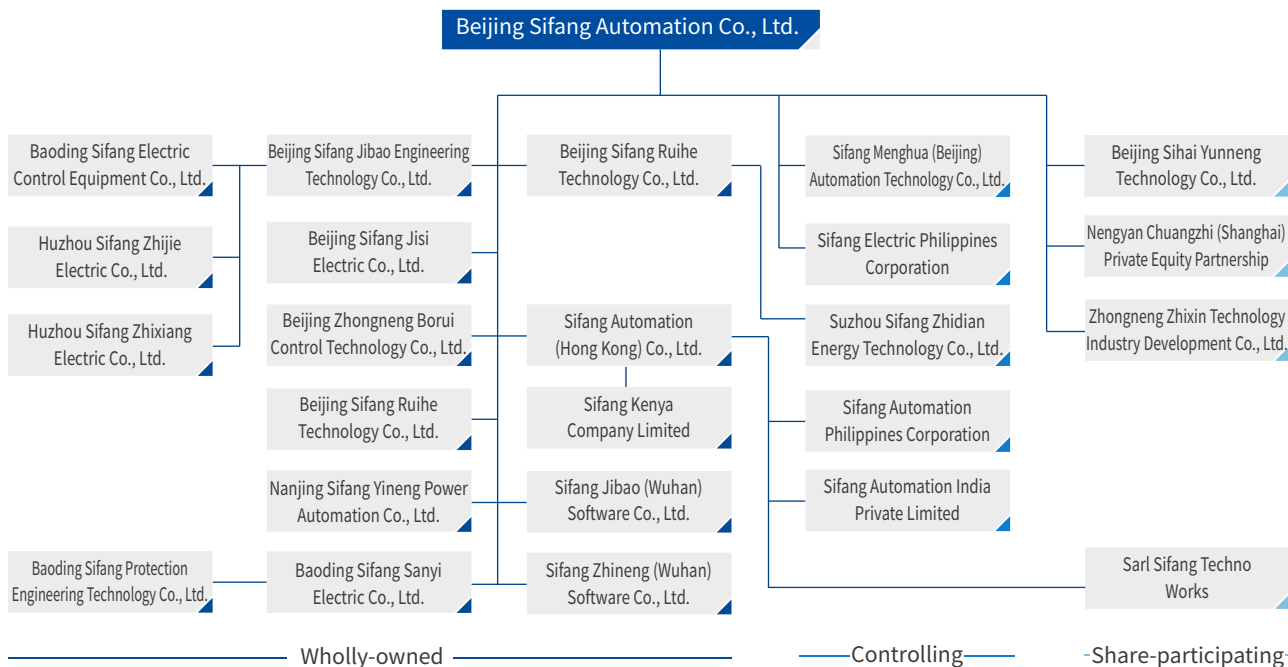 Beijing Sifang Automation Co., Ltd.
Baoding Sifang Electric
Control Equipment Co., Ltd.
Huzhou Sifang Zhijie
Electric Co., Ltd.
Huzhou Sifang Zhixiang
Electric Co., Ltd.
Baoding Sifang Protection
Engineering Technology Co., Ltd.
Beijing Sifang Jibao Engineering
Technology Co., Ltd.
Beijing Sifang Jisi
Electric Co., Ltd.
Beijing Zhongneng Borui
Control Technology Co., Ltd.
Beijing Sifang Ruihe
Technology Co., Ltd.
Nanjing Sifang Yineng Power
Automation Co., Ltd.
Baoding Sifang Sanyi
Electric Co., Ltd.
Beijing Sifang Ruihe
Technology Co., Ltd.
Sifang Automation
(Hong Kong) Co., Ltd.
Sifang Kenya
Company Limited
Sifang Jibao (Wuhan)
Software Co., Ltd.
Sifang Zhineng (Wuhan)
Software Co., Ltd.
Sifang Menghua (Beijing)
Automation Technology Co., Ltd.
Sifang Electric Philippines
Corporation
Suzhou Sifang Zhidian
Energy Technology Co., Ltd.
Sifang Automation
Philippines Corporation
Sifang Automation India
Private Limited
Beijing Sihai Yunneng
Technology Co., Ltd.
Nengyan Chuangzhi (Shanghai)
Private Equity Partnership
Zhongneng Zhixin Technology
Industry Development Co., Ltd.
Sarl Sifang Techno
Works
Wholly-owned
Controlling
Share-participating